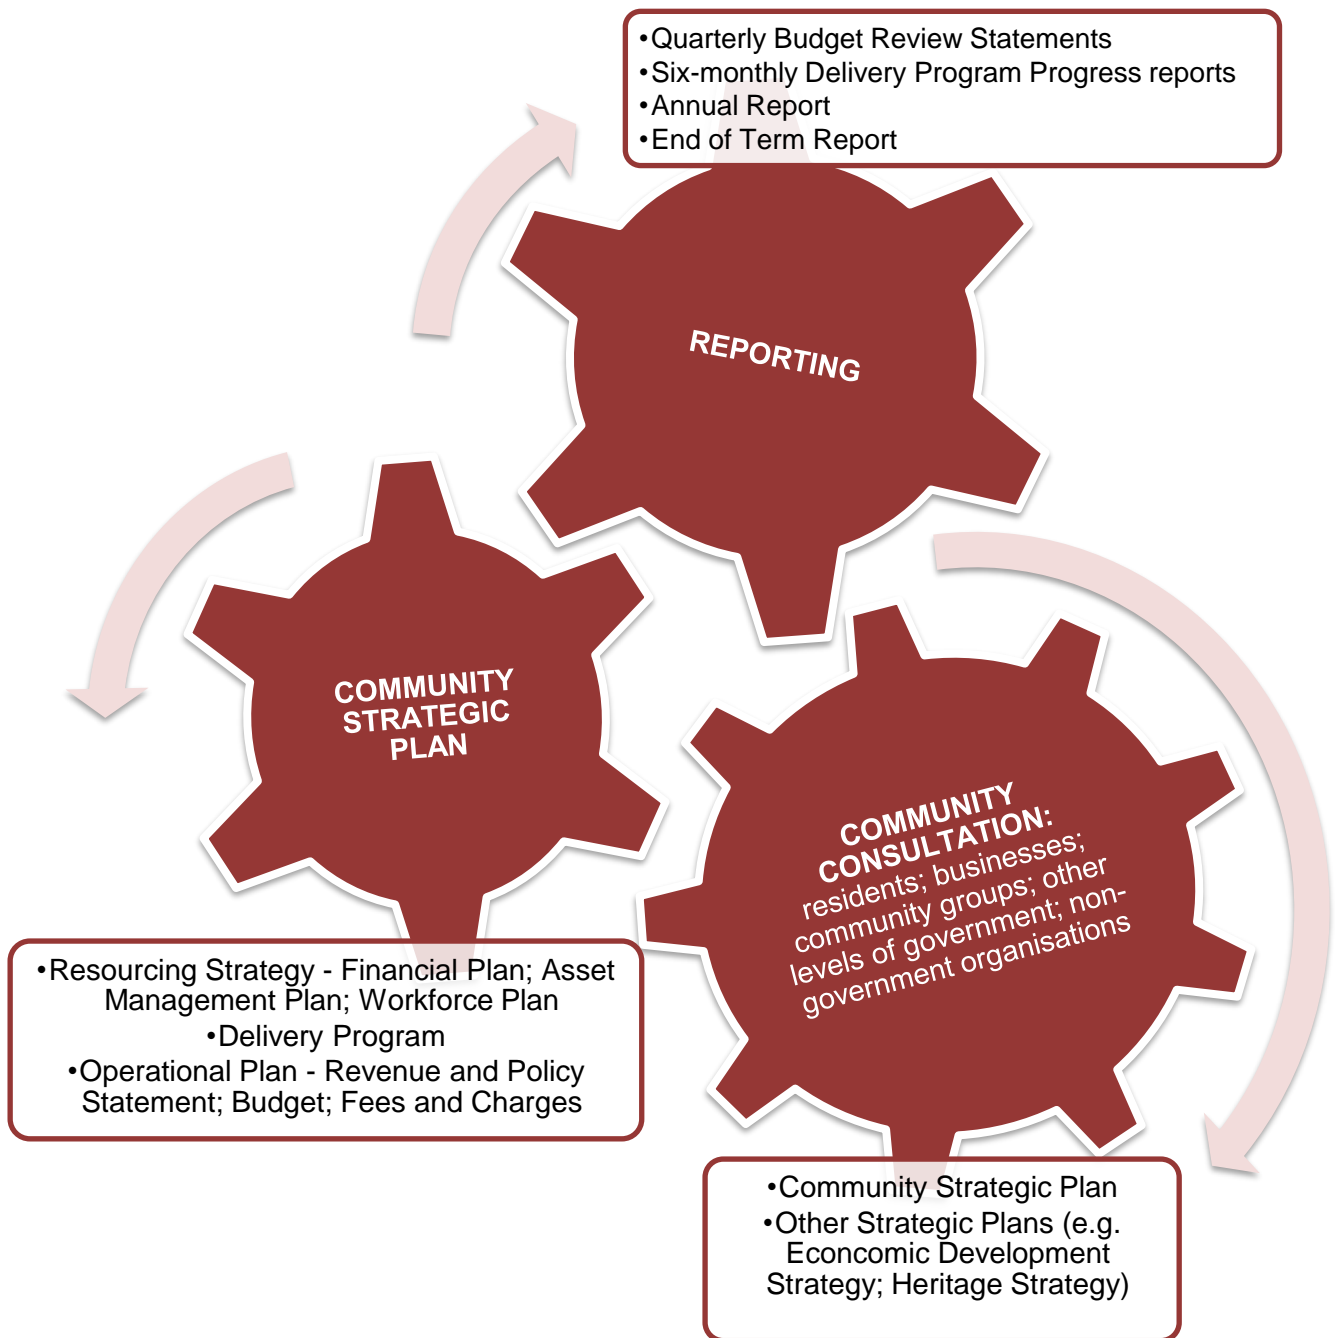 •Quarterly Budget Review Statements
•Six-monthly Delivery Program Progress reports
•Annual Report
•End of Term Report
REPORTING
COMMUNITY
STRATEGIC
PLAN
COMMUNITY
CONSULTATION:
residents; businesses;
community groups; other
levels of government; non-
government organisations
•Resourcing Strategy - Financial Plan; Asset
Management Plan; Workforce Plan
•Delivery Program
•Operational Plan - Revenue and Policy
Statement; Budget; Fees and Charges
•Community Strategic Plan
•Other Strategic Plans (e.g.
Econcomic Development
Strategy; Heritage Strategy)